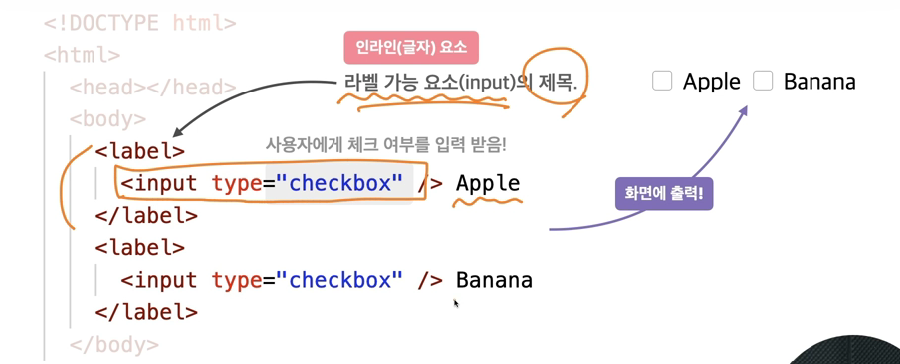 <!DOCTYPE html>
<html>
인라인(글자) 요소
라벨 가능 요소(input)의 제목.
<head></head>
<body>
<label>
사용자에게 체크 여부를 입력 받음!
<input type="checkbox" /> Apple
</label>
<label>
<input type="checkbox" /> Banana
</label>
</body>
Apple Banana
화면에 출력!